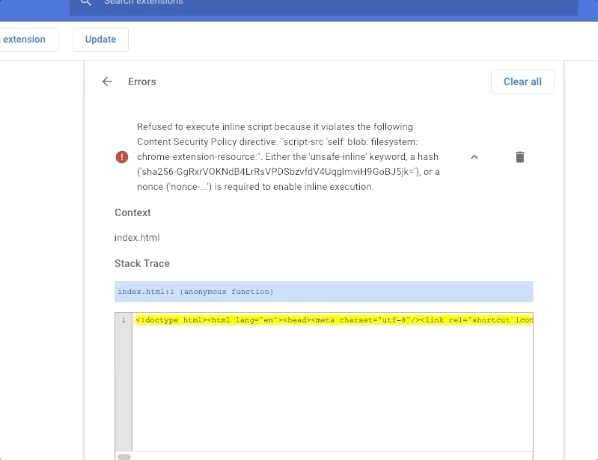 Search extensions
extension
Update
Errors
Clear all
Refused to execute inline script because it violates the following
Content Security Policy directive: "script-src 'self' blob: filesystem:
chrome-extension-resource:". Either the 'unsafe-inline' keyword, a hash
('sha256-GgRxrVOKNdB4LrRsVPDSbzvfdV4UqglmviH9GoBJ5jk='), or a
nonce ('nonce-...') is required to enable inline execution.
Context
index.html
Stack Trace
index.html:1 (anonymous function)
1 <!doctype html><html lang="en"><head><meta charset="utf-8"/><link rel="shortcut icon